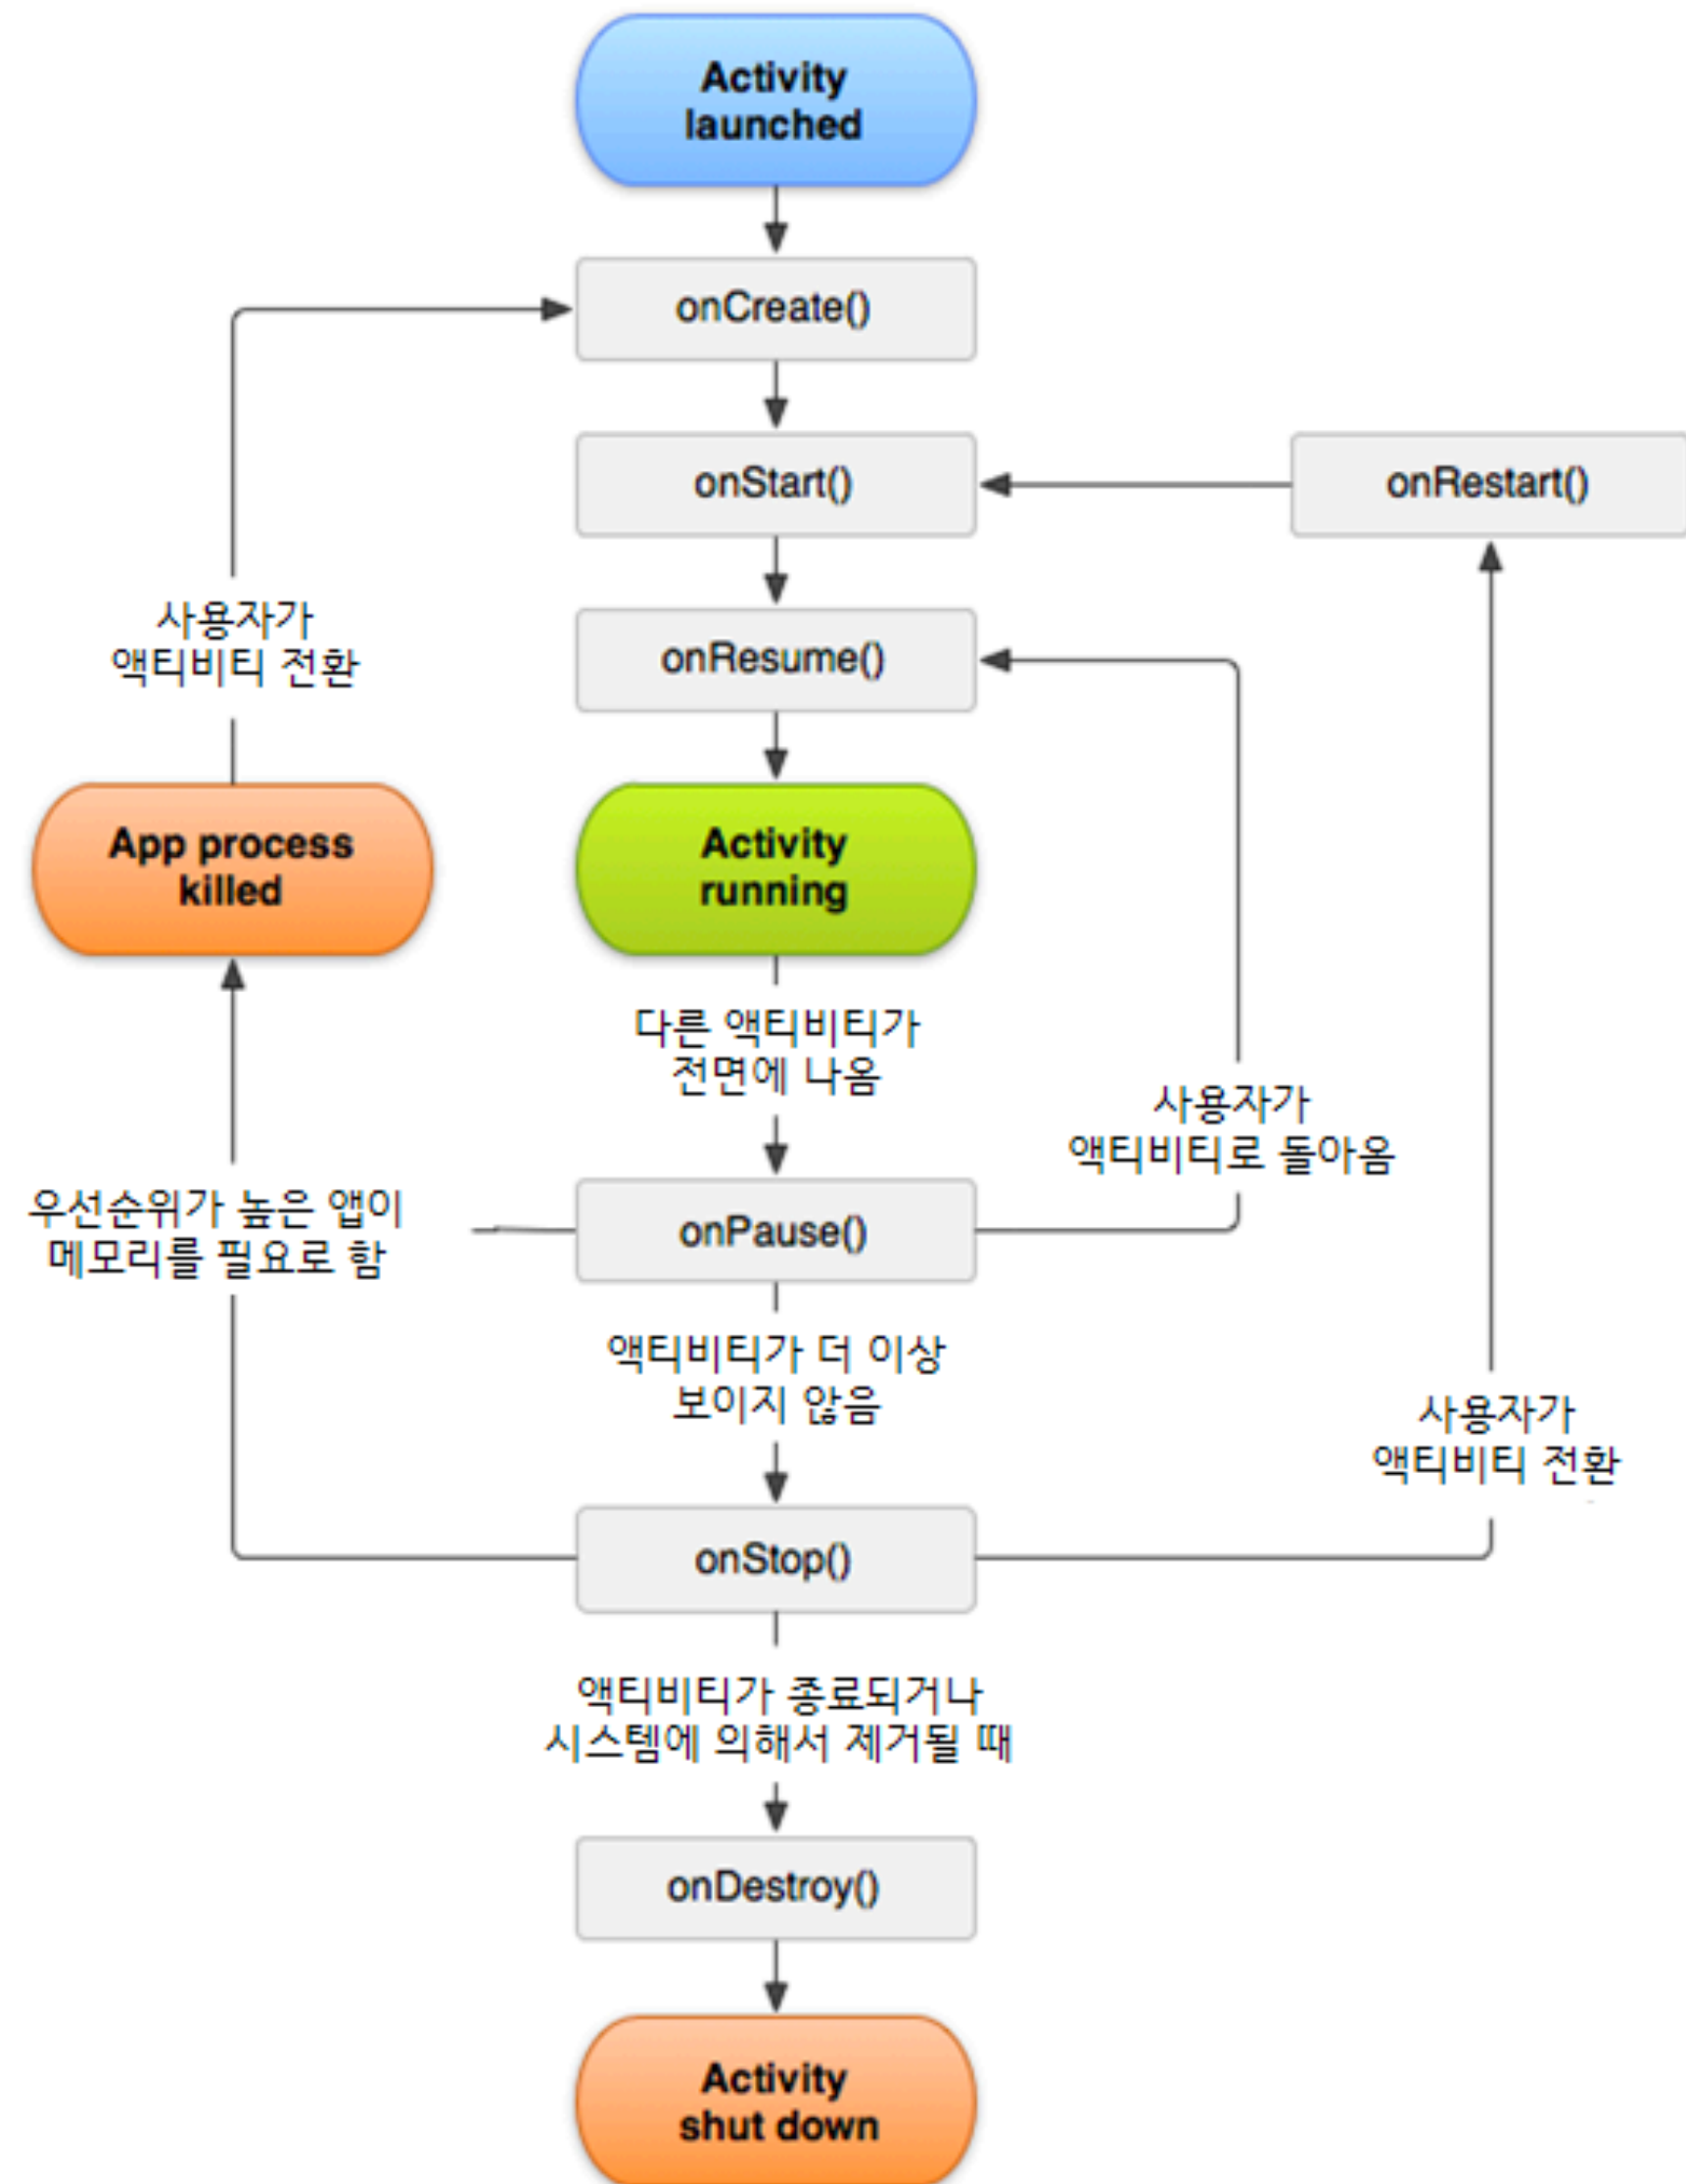 Activity
launched
onCreate()
onStart()
onRestart()
사용자가
액티비티 전환
onResume()
App process
killed
Activity
running
다른 액티비티가
전면에 나옴
사용자가
액티비티로 돌아옴
우선순위가 높은 앱이
메모리를 필요로 함
onPause()
액티비티가 더 이상
보이지 않음
사용자가
액티비티 전환
onStop()
액티비티가 종료되거나
시스템에 의해서 제거될 때
onDestroy()
Activity
shut down